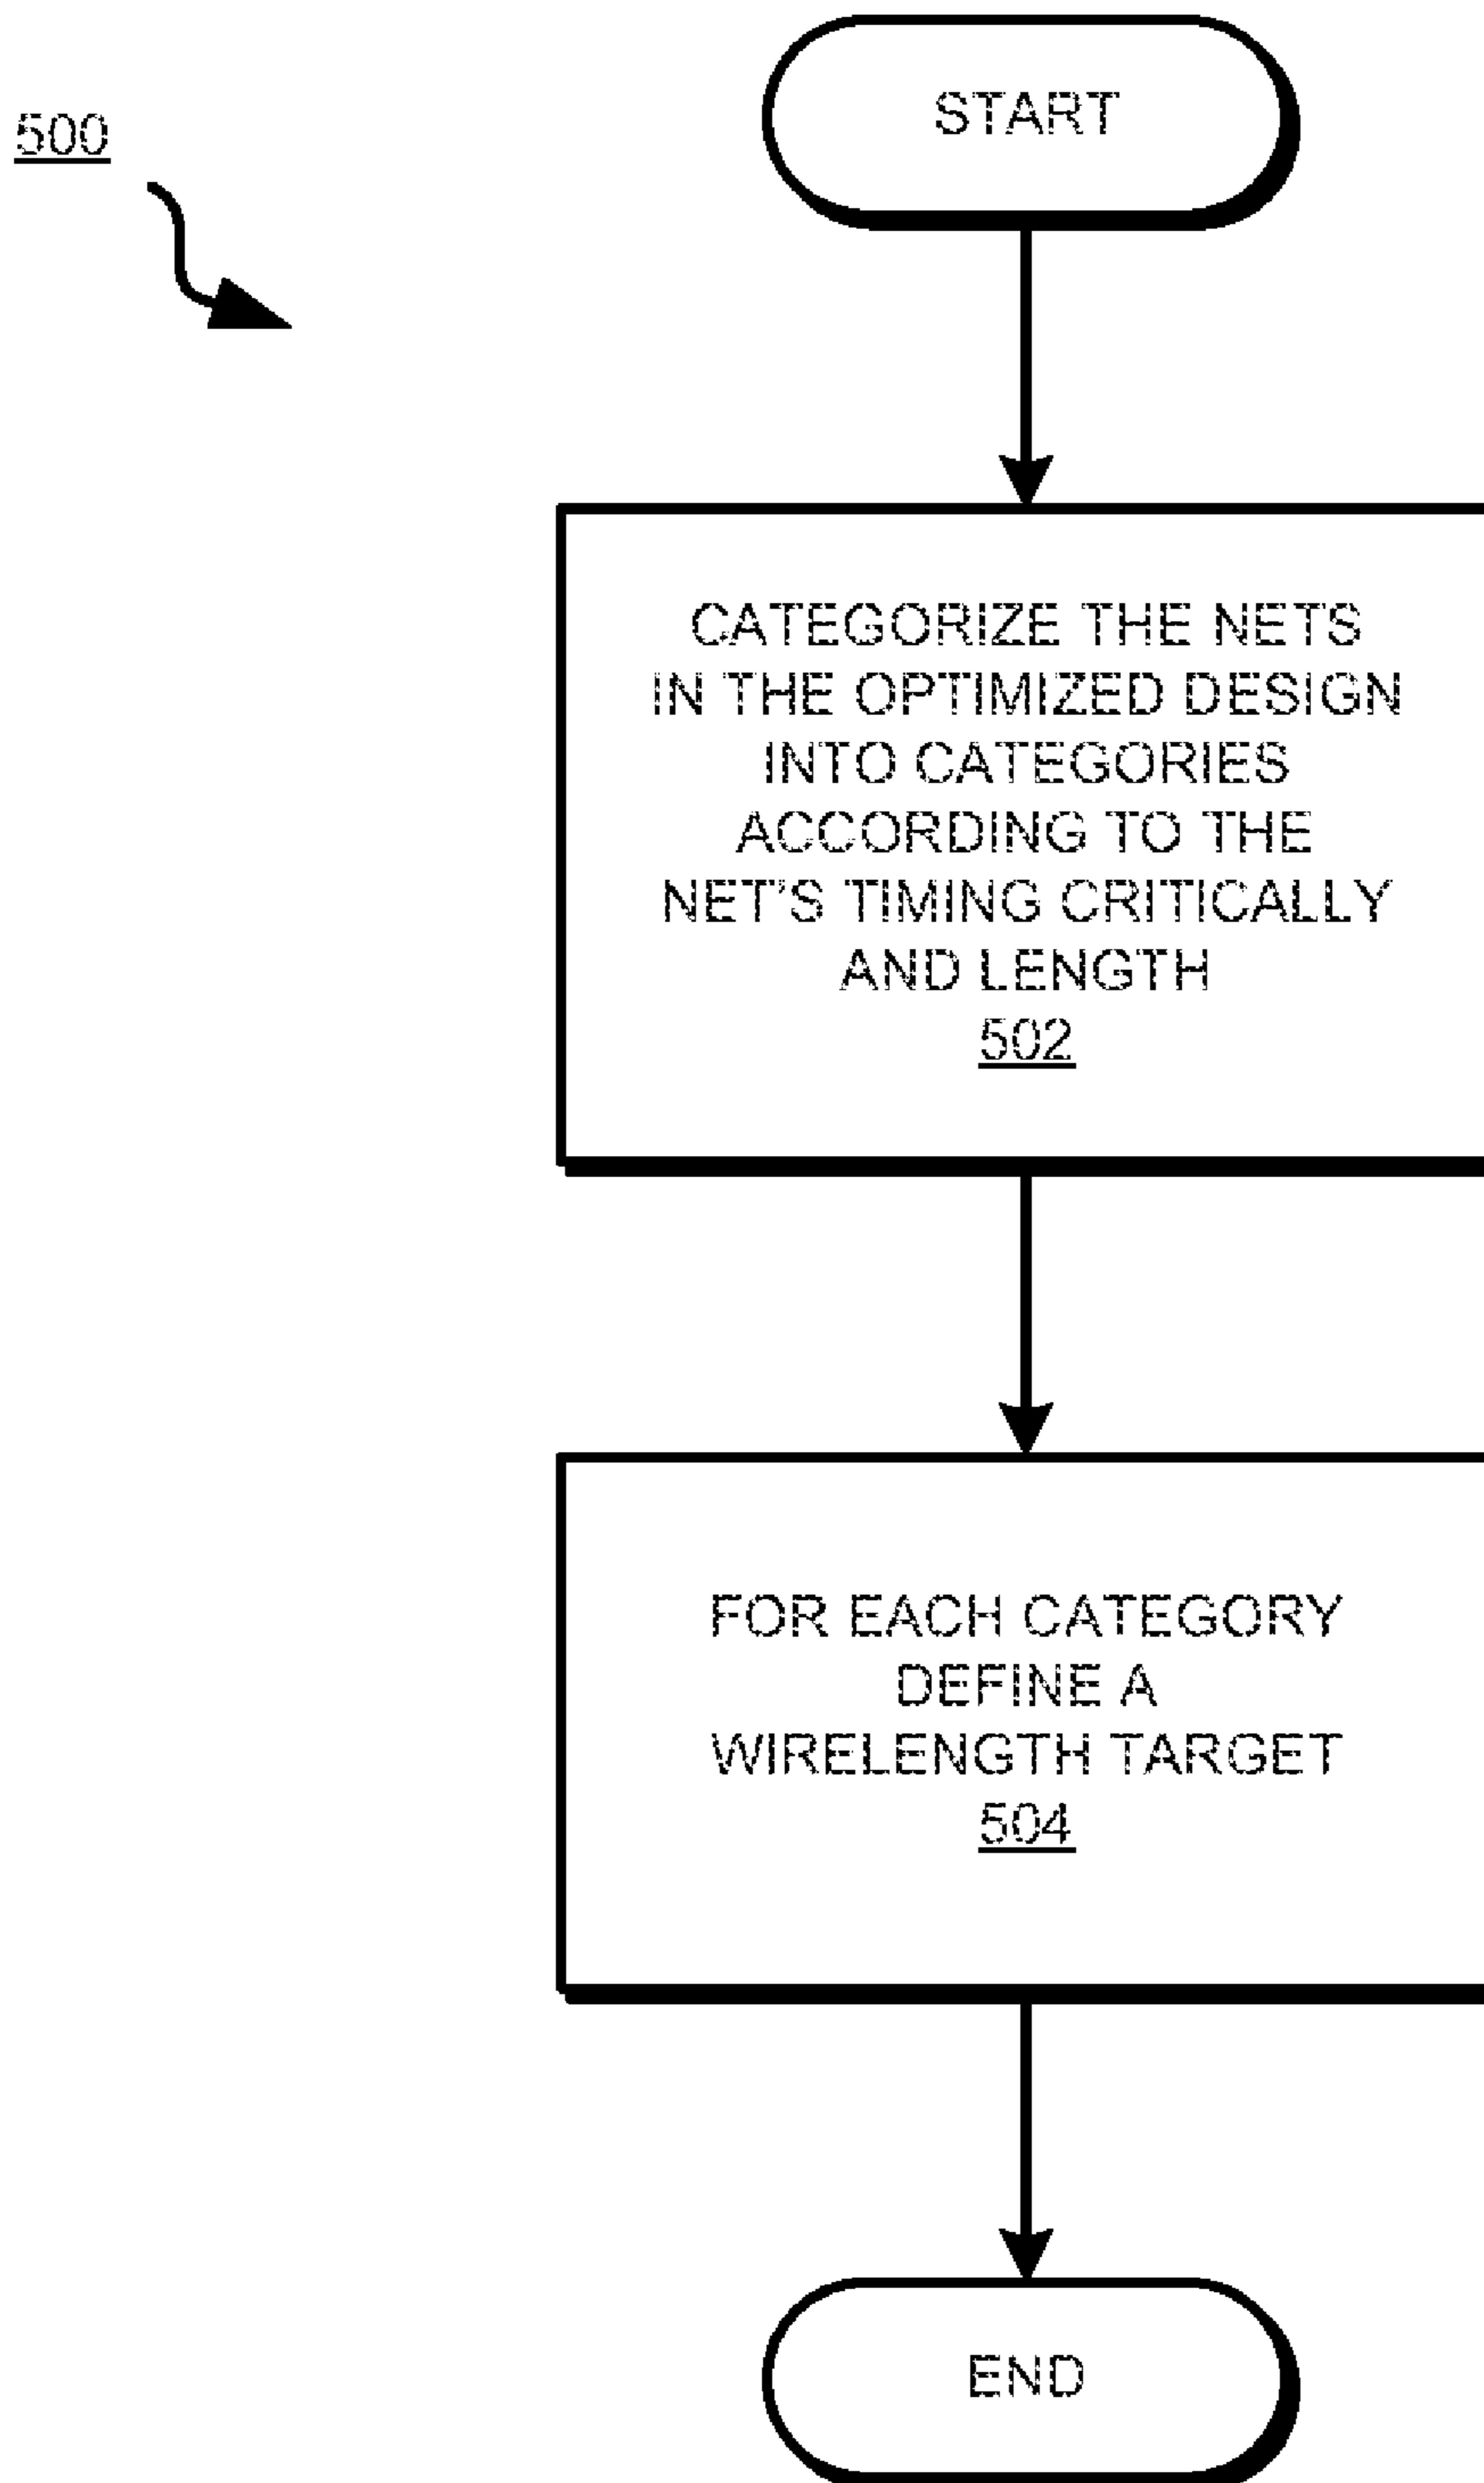 500
START
CATEGORIZE THE NETS
IN THE OPTIMIZED DESIGN
INTO CATEGORIES
ACCORDING TO THE
NET'S TIMING CRITICALLY
AND LENGTH
502
FOR EACH CATEGORY
DEFINE A
WIRELENGTH TARGET
504
END